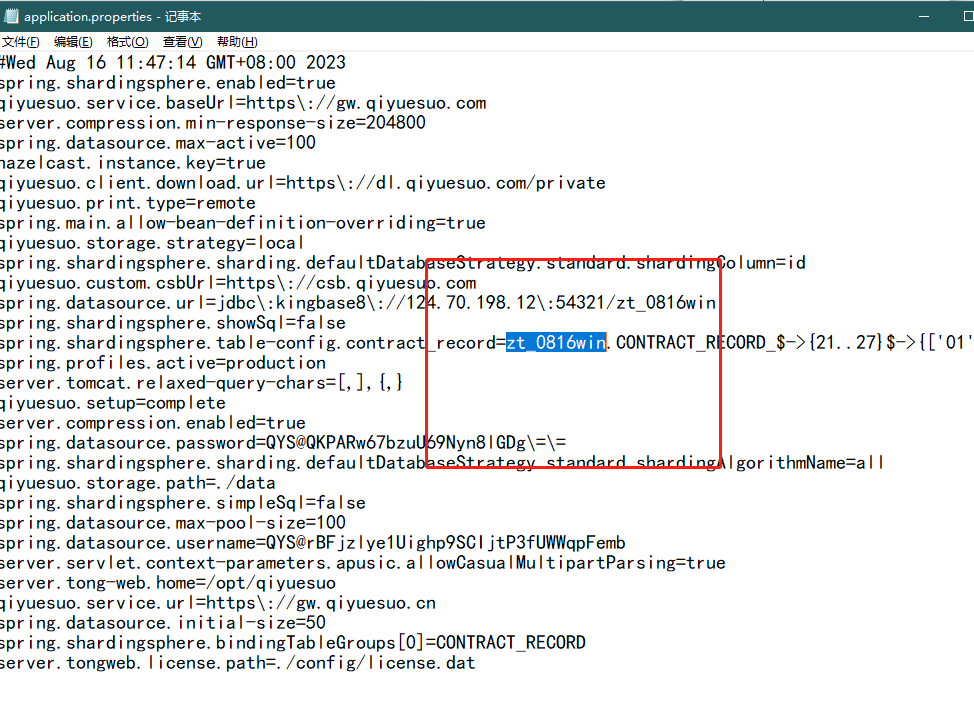 application.properties - 记事本
文件(F) 编辑(E) 格式(O) 查看(V) 帮助(H)
#Wed Aug 16 11:47:14 GMT+08:00 2023
spring.shardingsphere.enabled=true
qiyuesuo.service.baseUrl=https\://gw.qiyuesuo.com
server.compression.min-response-size=204800
spring.datasource.max-active=100
hazelcast.instance.key=true
qiyuesuo.client.download.url=https\://dl.qiyuesuo.com/private
qiyuesuo.print.type=remote
spring.main.allow-bean-definition-overriding=true
qiyuesuo.storage.strategy=local
spring.shardingsphere.sharding.defaultDatabaseStrategy.standard.shardingColumn=id
qiyuesuo.custom.csbUrl=https\://csb.qiyuesuo.com
spring.datasource.url=jdbc\:kingbase8\://124.70.198.12\:54321/zt_0816win
spring.shardingsphere.showSql=false
spring.shardingsphere.table-config.contract_record=zt_0816win.CONTRACT_RECORD_$->{21..27}$->{['01'
spring.profiles.active=production
server.tomcat.relaxed-query-chars=[,],{,}
qiyuesuo.setup=complete
server.compression.enabled=true
spring.datasource.password=QYS@QKPARw67bzuU69Nyn8lGDg\=\=
spring.shardingsphere.sharding.defaultDatabaseStrategy.standard.shardingAlgorithmName=all
qiyuesuo.storage.path=./data
spring.shardingsphere.simpleSql=false
spring.datasource.max-pool-size=100
spring.datasource.username=QYS@rBFjzlye1Uighp9SCIjtP3fUWWqpFemb
server.servlet.context-parameters.apusic.allowCasualMultipartParsing=true
server.tong-web.home=/opt/qiyuesuo
qiyuesuo.service.url=https\://gw.qiyuesuo.cn
spring.datasource.initial-size=50
spring.shardingsphere.bindingTableGroups[0]=CONTRACT_RECORD
server.tongweb.license.path=./config/license.dat